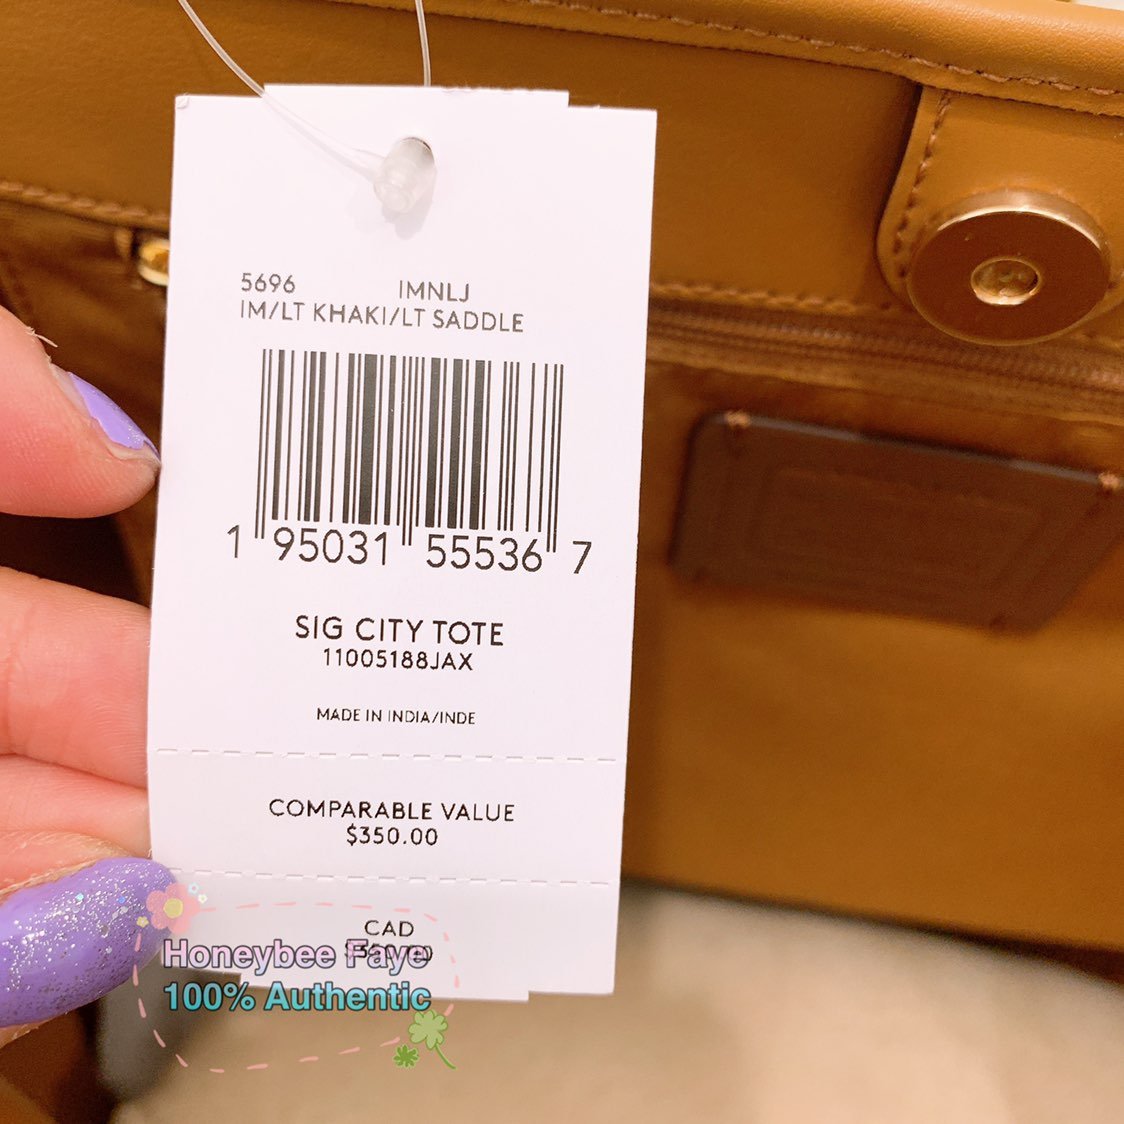 5696 IMNLJ
IM/LT KHAKI/LT SADDLE
1 95031 55536 7
SIG CITY TOTE
11005188JAX
MADE IN INDIA/INDE
COMPARABLE VALUE
$350.00
CAD
Honeybee Faye
100% Authentic